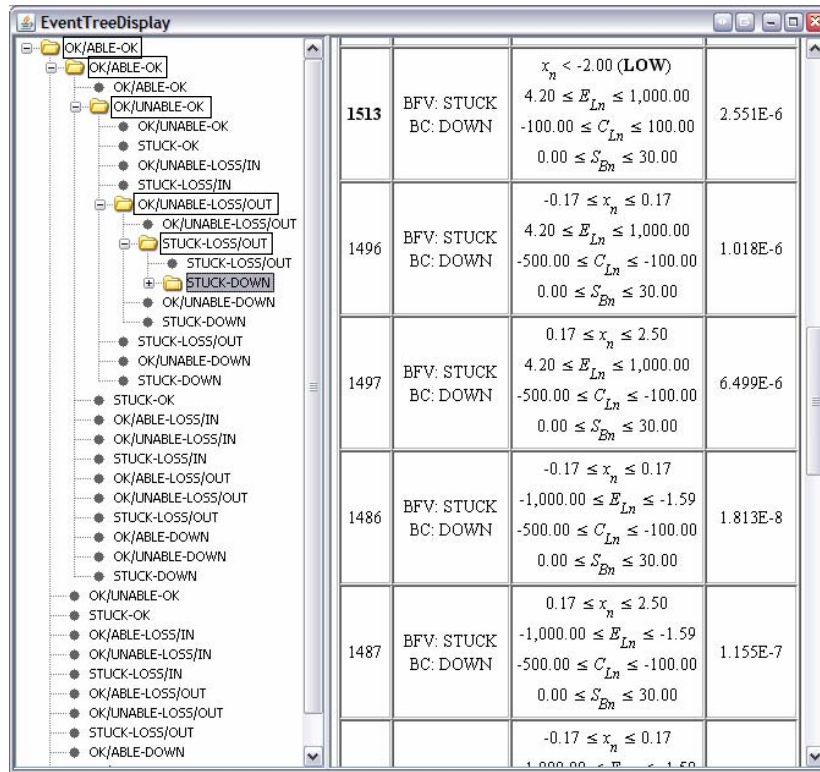 EventTreeDisplay
OK/ABLE-OK
OK/ABLE-OK
OK/ABLE-OK
OK/UNABLE-OK
OK/UNABLE-OK
STUCK-OK
OK/UNABLE-LOSS/IN
STUCK-LOSS/IN
OK/UNABLE-LOSS/OUT
OK/UNABLE-LOSS/OUT
STUCK-LOSS/OUT
STUCK-LOSS/OUT
STUCK-DOWN
OK/UNABLE-DOWN
STUCK-DOWN
STUCK-LOSS/OUT
OK/UNABLE-DOWN
STUCK-DOWN
STUCK-OK
OK/ABLE-LOSS/IN
OK/UNABLE-LOSS/IN
STUCK-LOSS/IN
OK/ABLE-LOSS/OUT
OK/UNABLE-LOSS/OUT
STUCK-LOSS/OUT
OK/ABLE-DOWN
OK/UNABLE-DOWN
STUCK-DOWN
OK/UNABLE-OK
STUCK-OK
OK/ABLE-LOSS/IN
OK/UNABLE-LOSS/IN
STUCK-LOSS/IN
OK/ABLE-LOSS/OUT
OK/UNABLE-LOSS/OUT
STUCK-LOSS/OUT
OK/ABLE-DOWN
1513
BFV: STUCK
BC: DOWN
x_n < -2.00 (LOW)
4.20 ≤ E_Ln ≤ 1,000.00
-100.00 ≤ C_Ln ≤ 100.00
0.00 ≤ S_Bn ≤ 30.00
2.551E-6
1496
BFV: STUCK
BC: DOWN
-0.17 ≤ x_n ≤ 0.17
4.20 ≤ E_Ln ≤ 1,000.00
-500.00 ≤ C_Ln ≤ -100.00
0.00 ≤ S_Bn ≤ 30.00
1.018E-6
1497
BFV: STUCK
BC: DOWN
0.17 ≤ x_n ≤ 2.50
4.20 ≤ E_Ln ≤ 1,000.00
-500.00 ≤ C_Ln ≤ -100.00
0.00 ≤ S_Bn ≤ 30.00
6.499E-6
1486
BFV: STUCK
BC: DOWN
-0.17 ≤ x_n ≤ 0.17
-1,000.00 ≤ E_Ln ≤ -1.59
-500.00 ≤ C_Ln ≤ -100.00
0.00 ≤ S_Bn ≤ 30.00
1.813E-8
1487
BFV: STUCK
BC: DOWN
0.17 ≤ x_n ≤ 2.50
-1,000.00 ≤ E_Ln ≤ -1.59
-500.00 ≤ C_Ln ≤ -100.00
0.00 ≤ S_Bn ≤ 30.00
1.155E-7
-0.17 ≤ x_n ≤ 0.17